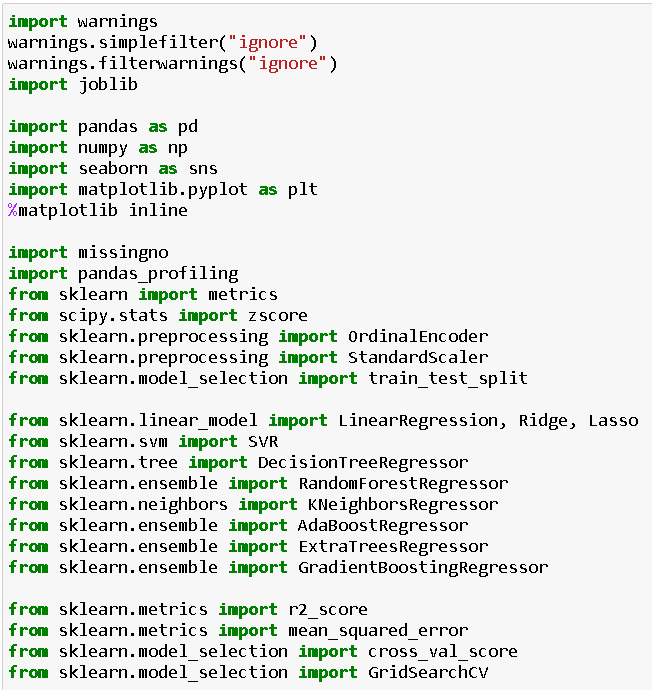 import warnings
warnings.simplefilter("ignore")
warnings.filterwarnings("ignore")
import joblib
import pandas as pd
import numpy as np
import seaborn as sns
import matplotlib.pyplot as plt
%matplotlib inline
import missingno
import pandas_profiling
from sklearn import metrics
from scipy.stats import zscore
from sklearn.preprocessing import OrdinalEncoder
from sklearn.preprocessing import StandardScaler
from sklearn.model_selection import train_test_split
from sklearn.linear_model import LinearRegression, Ridge, Lasso
from sklearn.svm import SVR
from sklearn.tree import DecisionTreeRegressor
from sklearn.ensemble import RandomForestRegressor
from sklearn.neighbors import KNeighborsRegressor
from sklearn.ensemble import AdaBoostRegressor
from sklearn.ensemble import ExtraTreesRegressor
from sklearn.ensemble import GradientBoostingRegressor
from sklearn.metrics import r2_score
from sklearn.metrics import mean_squared_error
from sklearn.model_selection import cross_val_score
from sklearn.model_selection import GridSearchCV